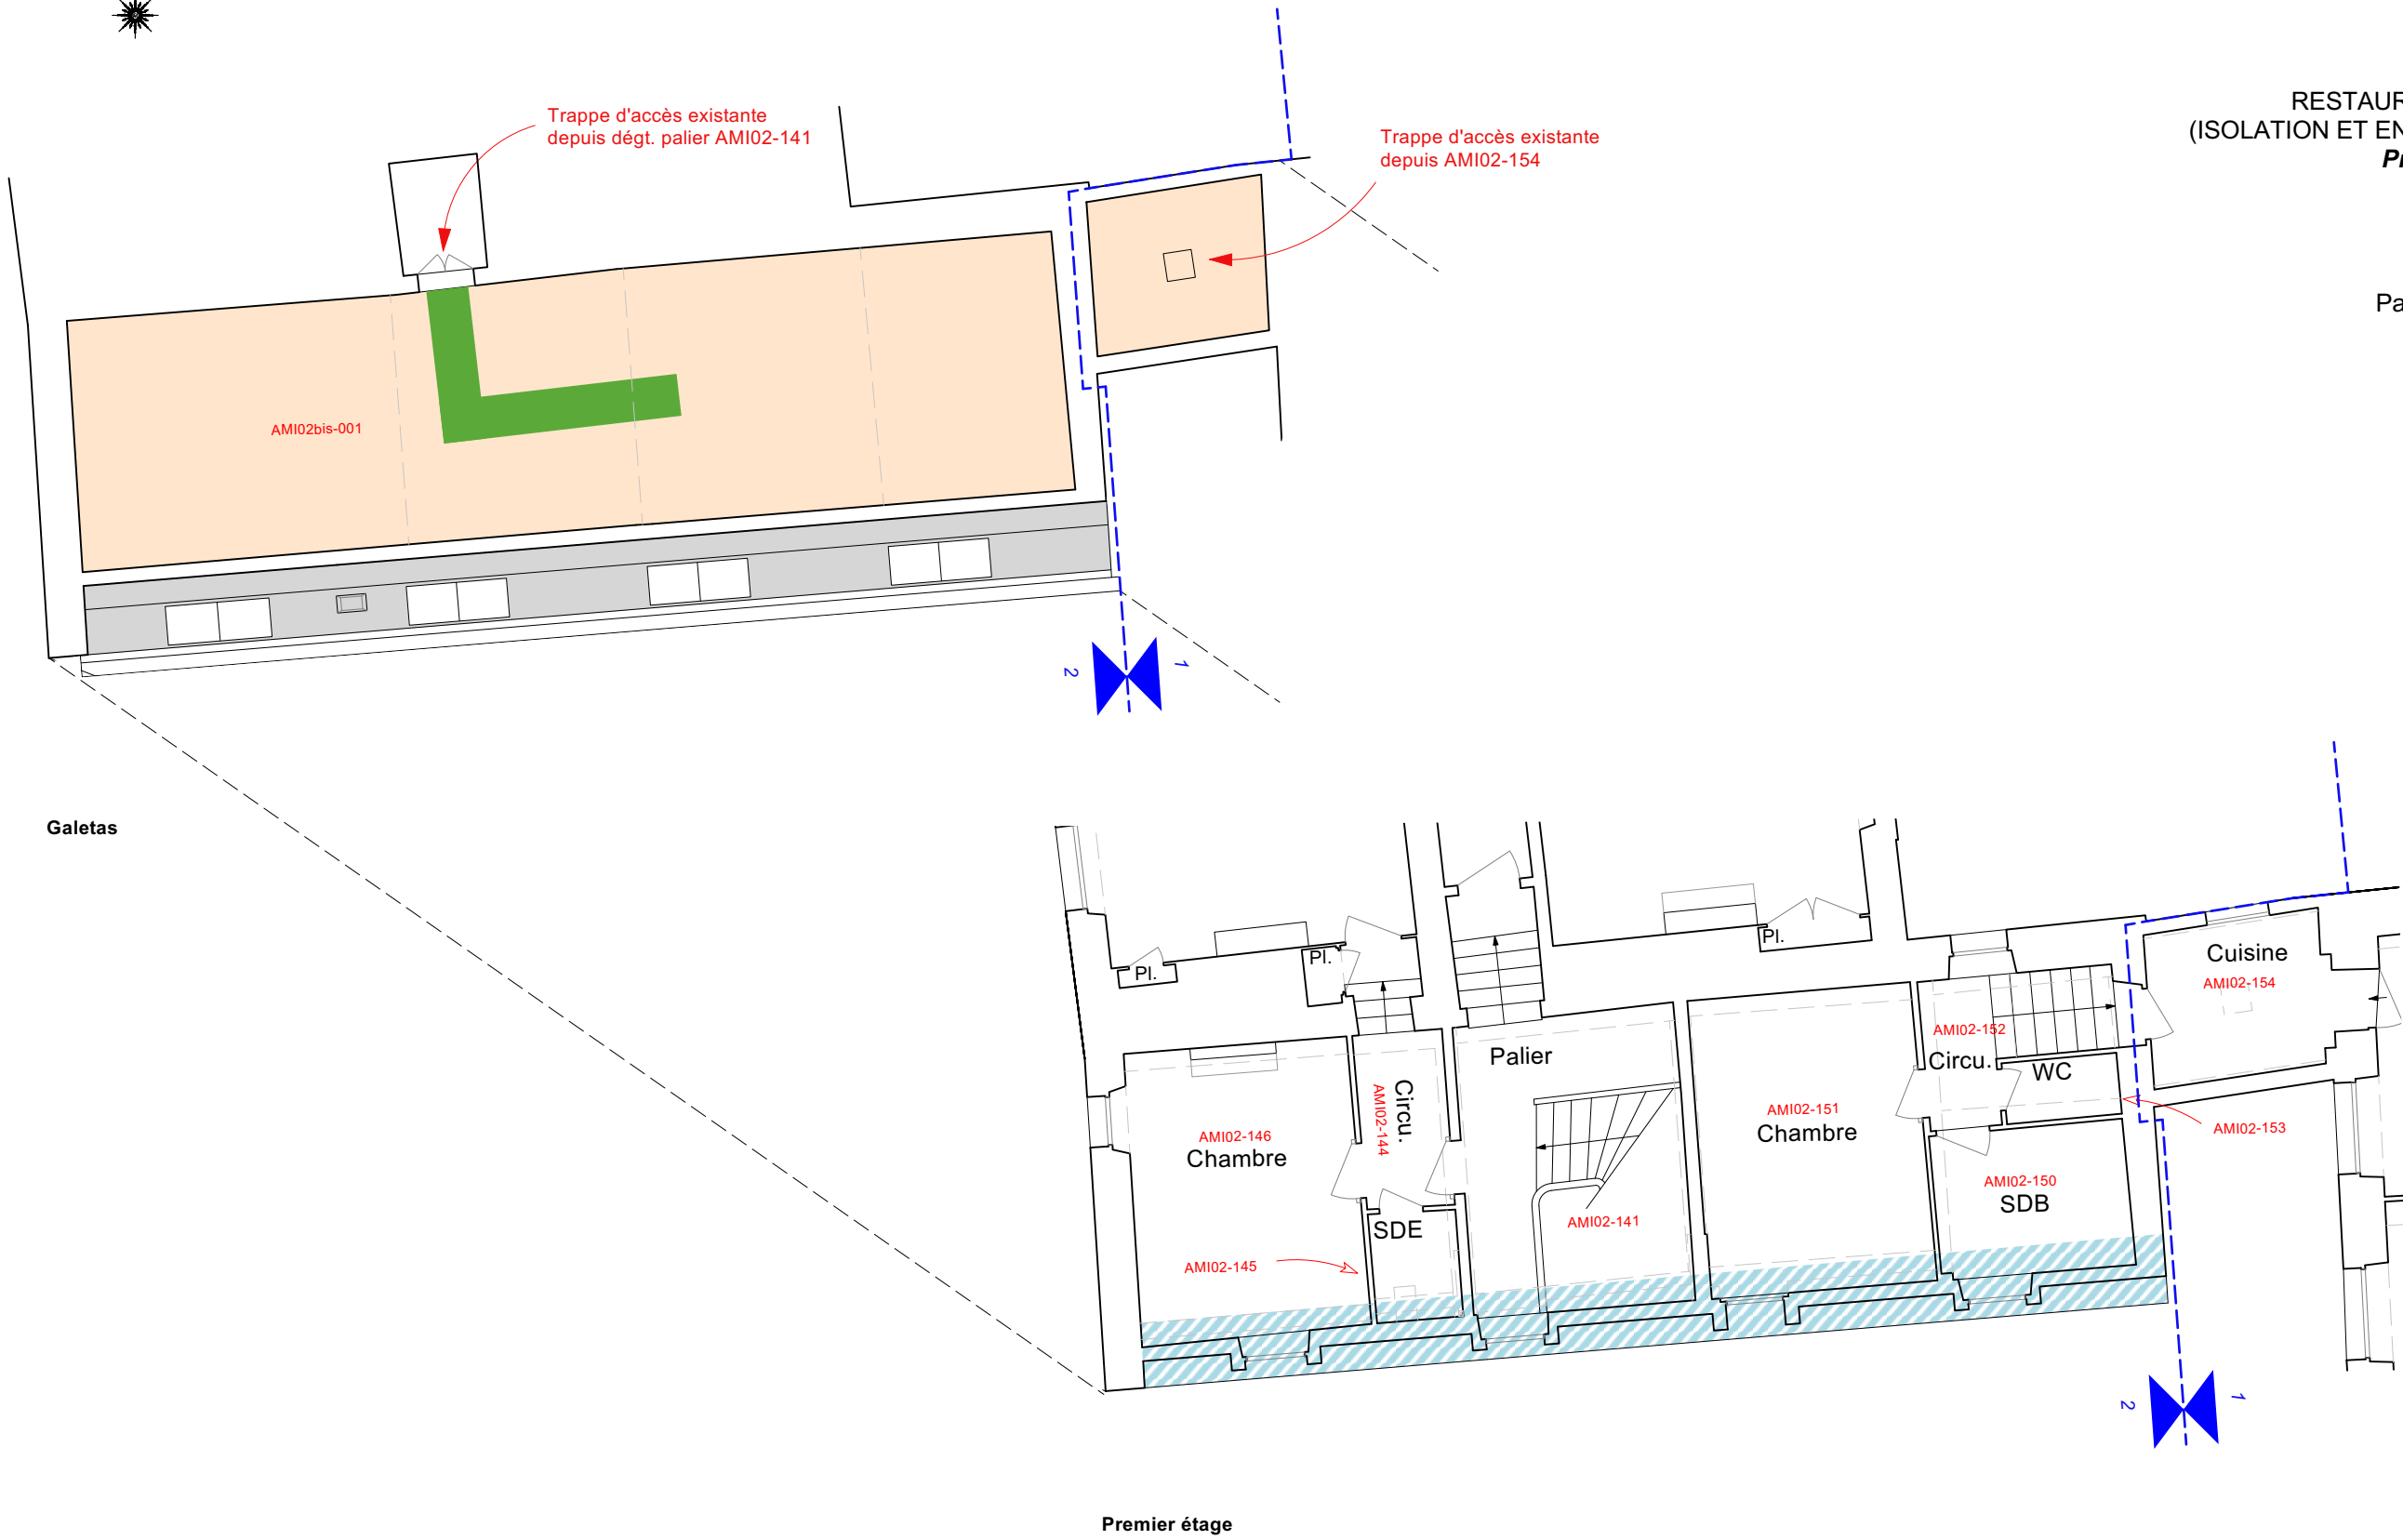 Trappe d'accès existante
depuis dégt. palier AMI02-141
Trappe d'accès existante
depuis AMI02-154
RESTAUR
(ISOLATION ET EN
Pr
Pa
AMI02bis-001
2
1
Galetas
Pl.
Pl.
Pl.
Cuisine
AMI02-154
AMI02-152
Circu.
WC
Palier
AMI02-151
Chambre
AMI02-146
Chambre
Circu.
AMI02-144
AMI02-153
AMI02-150
SDB
SDE
AMI02-141
AMI02-145
2
1
Premier étage